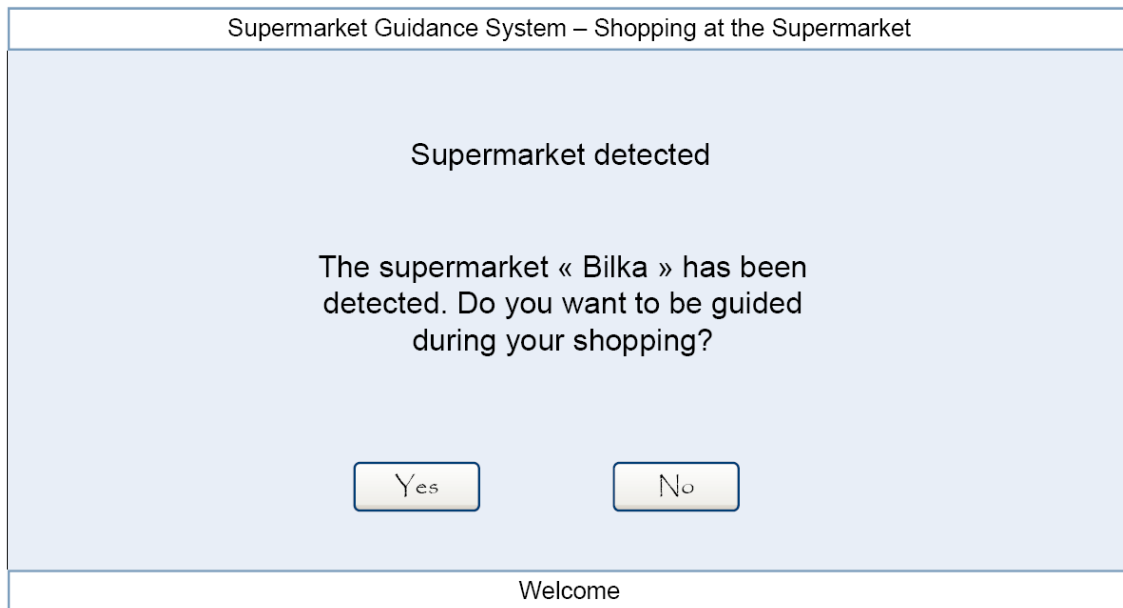 Supermarket Guidance System – Shopping at the Supermarket
Supermarket detected
The supermarket « Bilka » has been
detected. Do you want to be guided
during your shopping?
Yes
No
Welcome